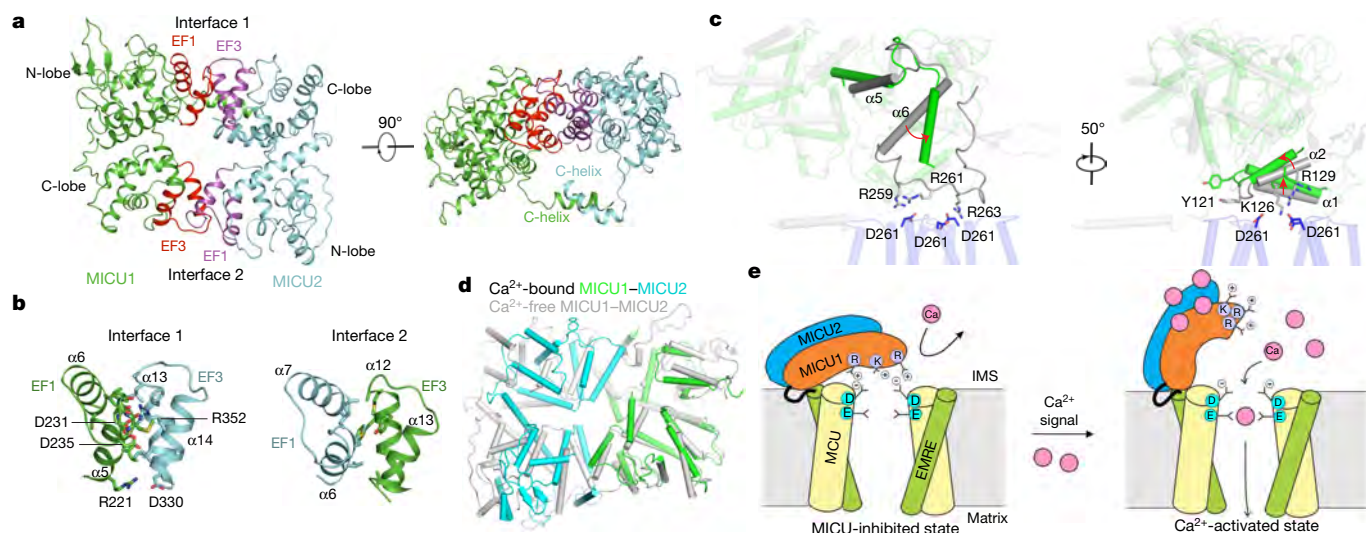 a
Interface 1
EF1
EF3
N-lobe
C-lobe
C-lobe
N-lobe
EF3
EF1
MICU1
Interface 2
MICU2
90°
C-helix
C-helix
b
Interface 1
α6
EF1
α13
EF3
D231
R352
D235
α14
α5
R221
D330
Interface 2
α7
α12
EF3
α13
EF1
α6
c
α5
α6
R261
R259
R263
D261
D261
D261
50°
α2
R129
α1
Y121
K126
D261
D261
d
Ca²⁺-bound MICU1–MICU2
Ca²⁺-free MICU1–MICU2
e
MICU2
MICU1
R
K
R
Ca
IMS
D
E
D
E
MCU
EMRE
Matrix
MICU-inhibited state
Ca²⁺
signal
K
R
R
Ca
D
E
D
E
Ca²⁺-activated state